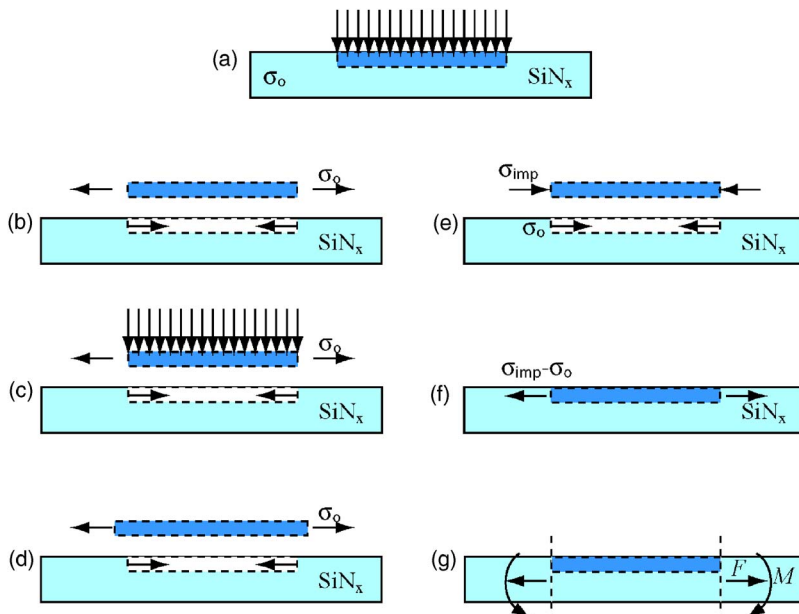 (a)
σo
SiNx
(b)
σo
SiNx
(c)
σo
SiNx
(d)
σo
SiNx
(e)
σimp
σo
SiNx
(f)
σimp-σo
SiNx
(g)
F
M